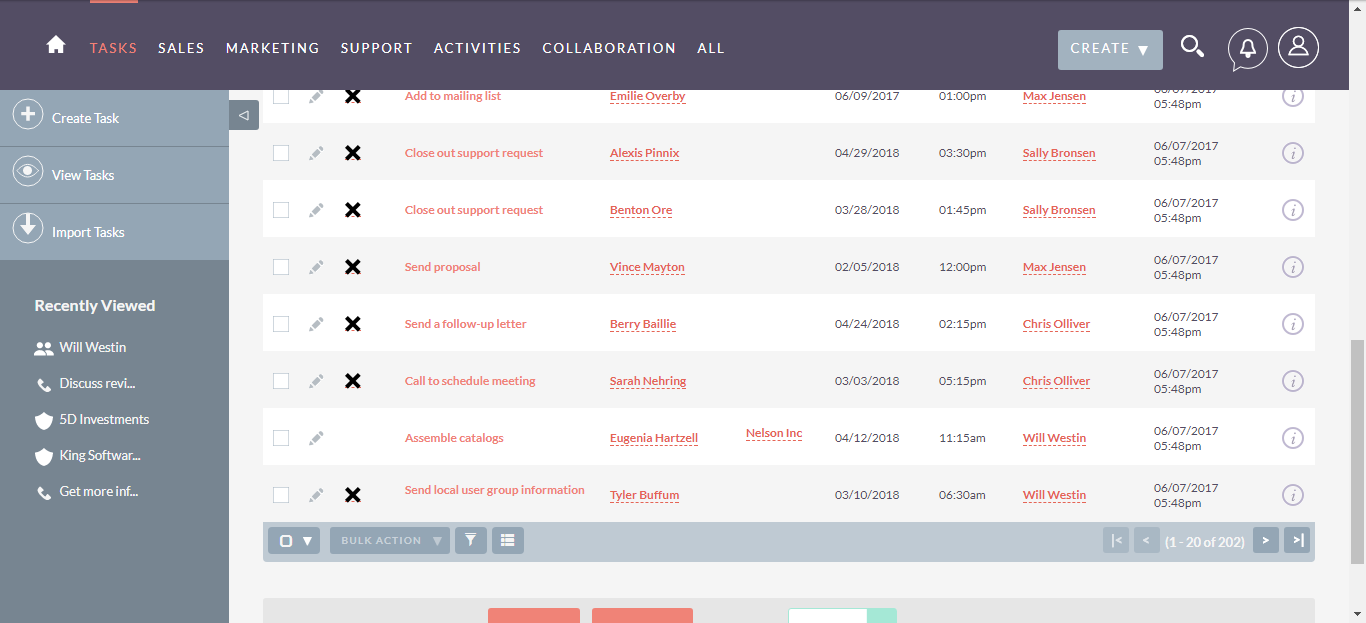 TASKS SALES MARKETING SUPPORT ACTIVITIES COLLABORATION ALL CREATE ▼
Create Task
View Tasks
Import Tasks
Recently Viewed
Will Westin
Discuss revi...
5D Investments
King Softwar...
Get more inf...
Add to mailing list Emilie Overby 06/09/2017 01:00pm Max Jensen
05:48pm
Close out support request Alexis Pinnix 04/29/2018 03:30pm Sally Bronsen 06/07/2017
05:48pm
Close out support request Benton Ore 03/28/2018 01:45pm Sally Bronsen 06/07/2017
05:48pm
Send proposal Vince Mayton 02/05/2018 12:00pm Max Jensen 06/07/2017
05:48pm
Send a follow-up letter Berry Baillie 04/24/2018 02:15pm Chris Olliver 06/07/2017
05:48pm
Call to schedule meeting Sarah Nehring 03/03/2018 05:15pm Chris Olliver 06/07/2017
05:48pm
Assemble catalogs Eugenia Hartzell Nelson Inc 04/12/2018 11:15am Will Westin 06/07/2017
05:48pm
Send local user group information Tyler Buffum 03/10/2018 06:30am Will Westin 06/07/2017
05:48pm
BULK ACTION ▼ (1 - 20 of 202)